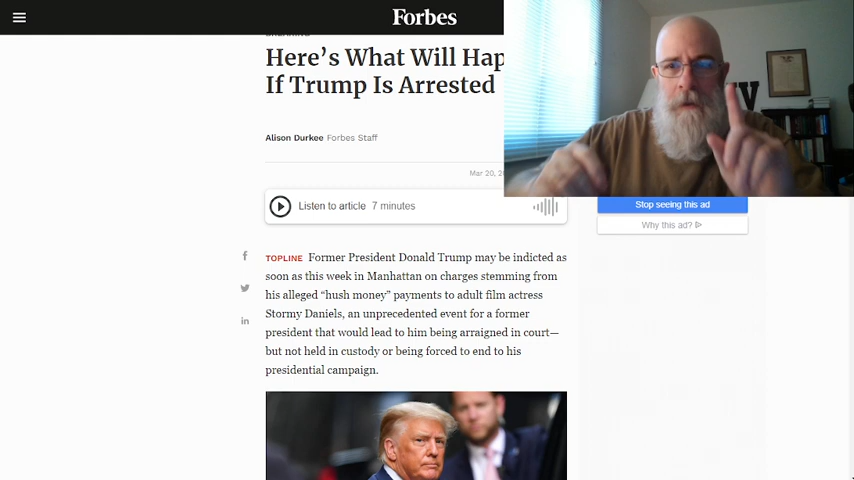 Forbes
Here’s What Will Hap
If Trump Is Arrested
Alison Durkee Forbes Staff
Mar 20, 20
Listen to article 7 minutes
Stop seeing this ad
Why this ad?
TOPLINE Former President Donald Trump may be indicted as
soon as this week in Manhattan on charges stemming from
his alleged “hush money” payments to adult film actress
Stormy Daniels, an unprecedented event for a former
president that would lead to him being arraigned in court—
but not held in custody or being forced to end to his
presidential campaign.